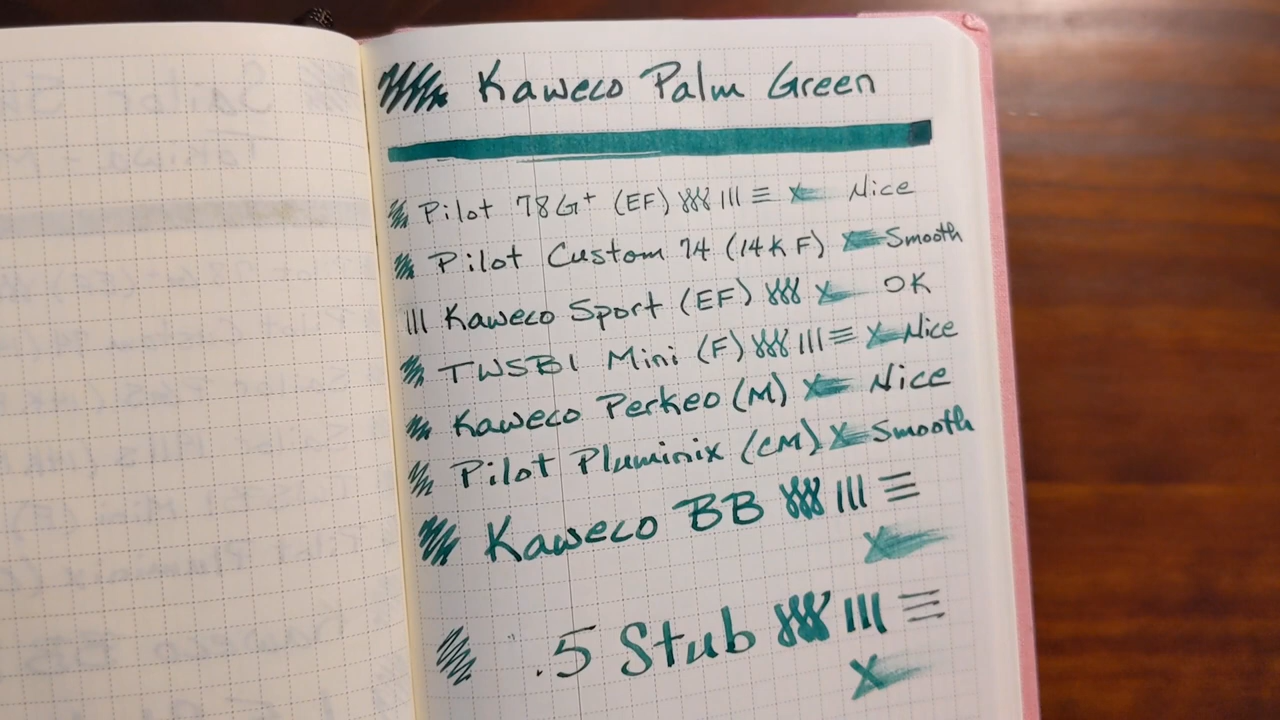 Kaweco Palm Green
Pilot 78G+ (EF) Nice
Pilot Custom 74 (14K F) Smooth
Kaweco Sport (EF) OK
TWSBI Mini (F) Nice
Kaweco Perkeo (M) Nice
Pilot Pluminix (CM) Smooth
Kaweco BB
.5 Stub